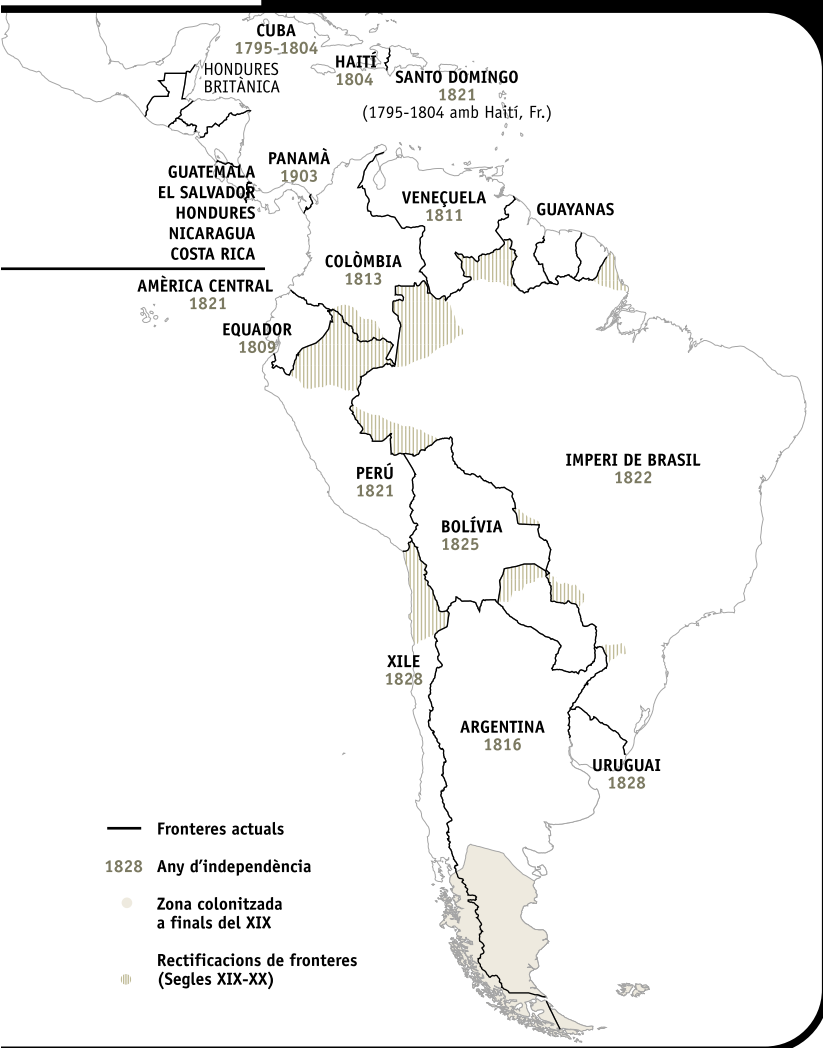 CUBA
1795-1804
HAITÍ
1804
SANTO DOMINGO
1821
(1795-1804 amb Haití, Fr.)
HONDURES
BRITÀNICA
PANAMÀ
1903
GUATEMÀLA
EL SALVADOR
HONDURES
NICARAGUA
COSTA RICA
AMÈRICA CENTRAL
1821
VENEÇUELA
1811
GUAYANAS
COLÒMBIA
1813
EQUADOR
1809
PERÚ
1821
IMPERI DE BRASIL
1822
BOLÍVIA
1825
XILE
1828
ARGENTINA
1816
URUGUAI
1828
Fronteres actuals
1828 Any d'independència
Zona colonitzada
a finals del XIX
Rectificacions de fronteres
(Segles XIX-XX)